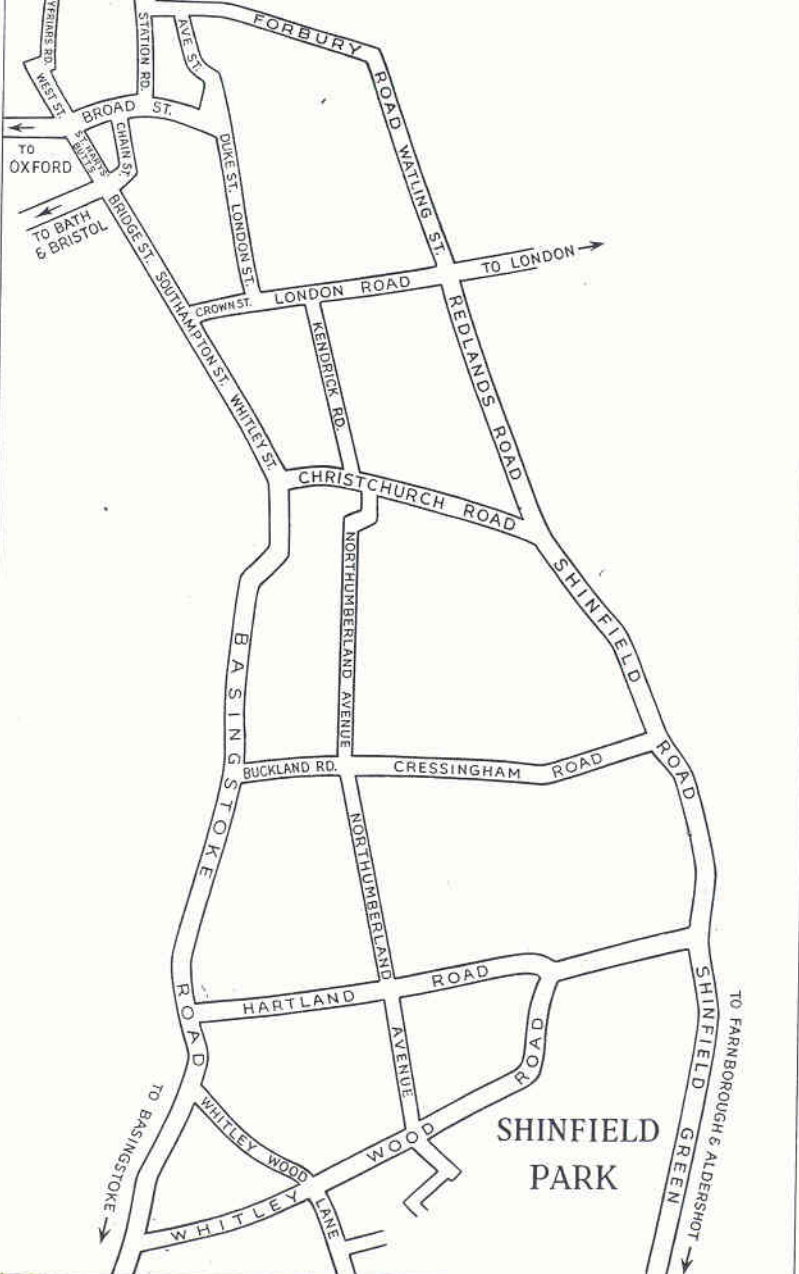 YFRIARS RD.
STATION RD.
AVE ST.
FORBURY ROAD
WEST ST.
BROAD ST.
TO
OXFORD
ST. MARYS
BUTTS
CHAIN ST.
DUKE ST.
WATLING ST.
TO BATH
& BRISTOL
BRIDGE ST.
LONDON ST.
TO LONDON
SOUTHAMPTON ST.
CROWN ST.
LONDON ROAD
KENDRICK RD.
REDLANDS ROAD
WHITLEY ST.
CHRISTCHURCH ROAD
NORTHUMBERLAND AVENUE
SHINFIELD ROAD
BASINGSTOKE ROAD
BUCKLAND RD.
CRESSINGHAM ROAD
NORTHUMBERLAND AVENUE
HARTLAND ROAD
SHINFIELD GREEN
TO FARNBOROUGH & ALDERSHOT
TO BASINGSTOKE
WHITLEY WOOD LANE
WHITLEY WOOD ROAD
SHINFIELD
PARK